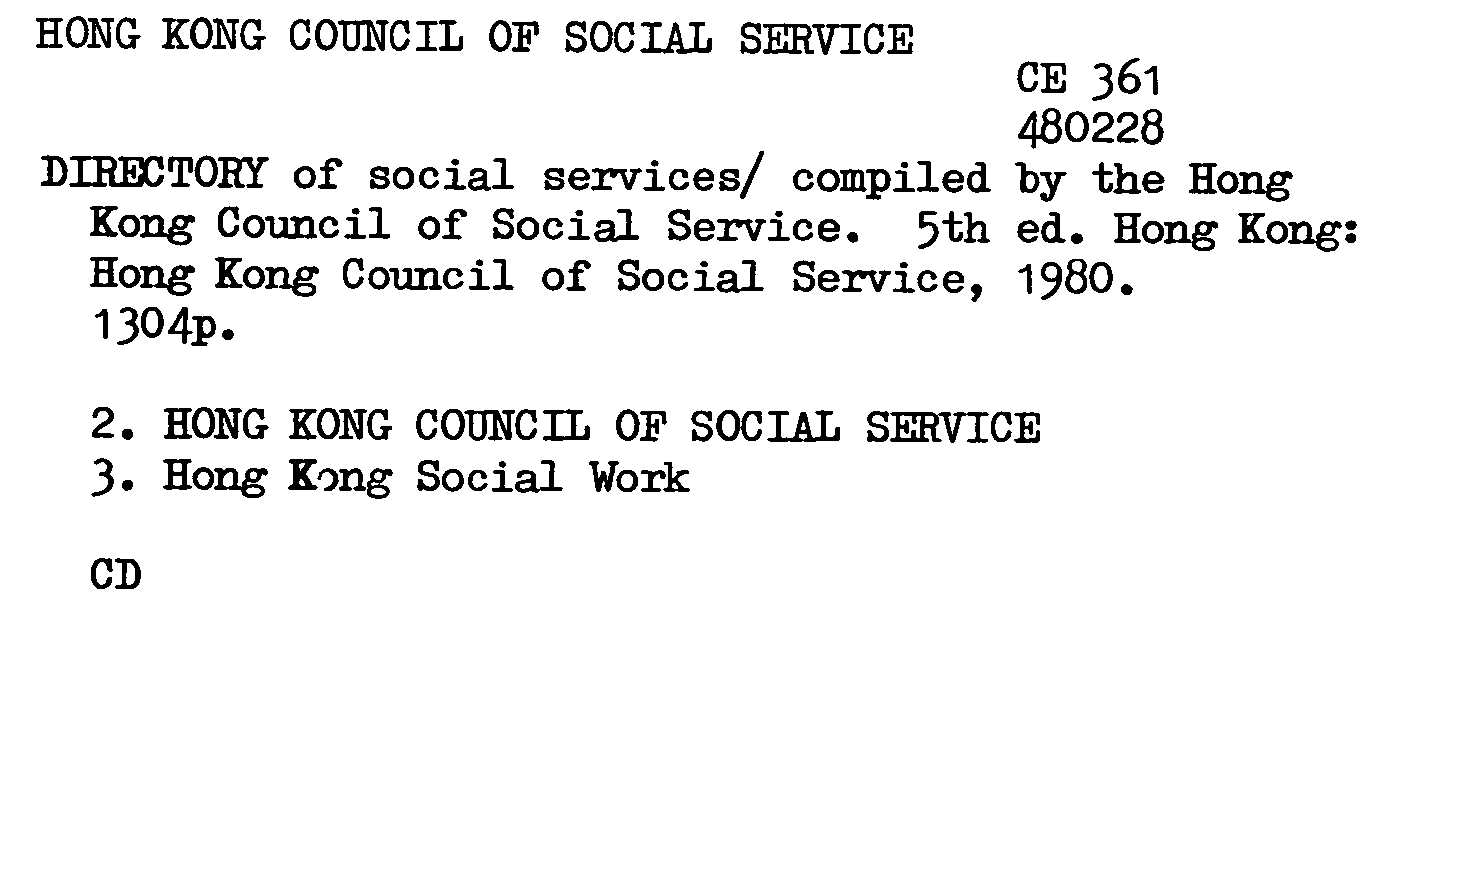 HONG KONG COUNCIL OF SOCIAL SERVICE
CE 361
480228
DIRECTORY of social services/ compiled by the Hong
Kong Council of Social Service.  5th ed. Hong Kong:
Hong Kong Council of Social Service, 1980.
1304p.
2. HONG KONG COUNCIL OF SOCIAL SERVICE
3. Hong Kong Social Work
CD